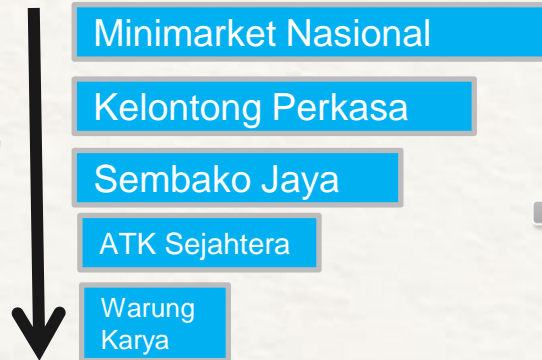 Minimarket Nasional
Kelontong Perkasa
Sembako Jaya
ATK Sejahtera
Warung
Karya